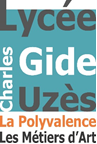 Lycée
Charles
Gide
Uzès
La Polyvalence
Les Métiers d'Art